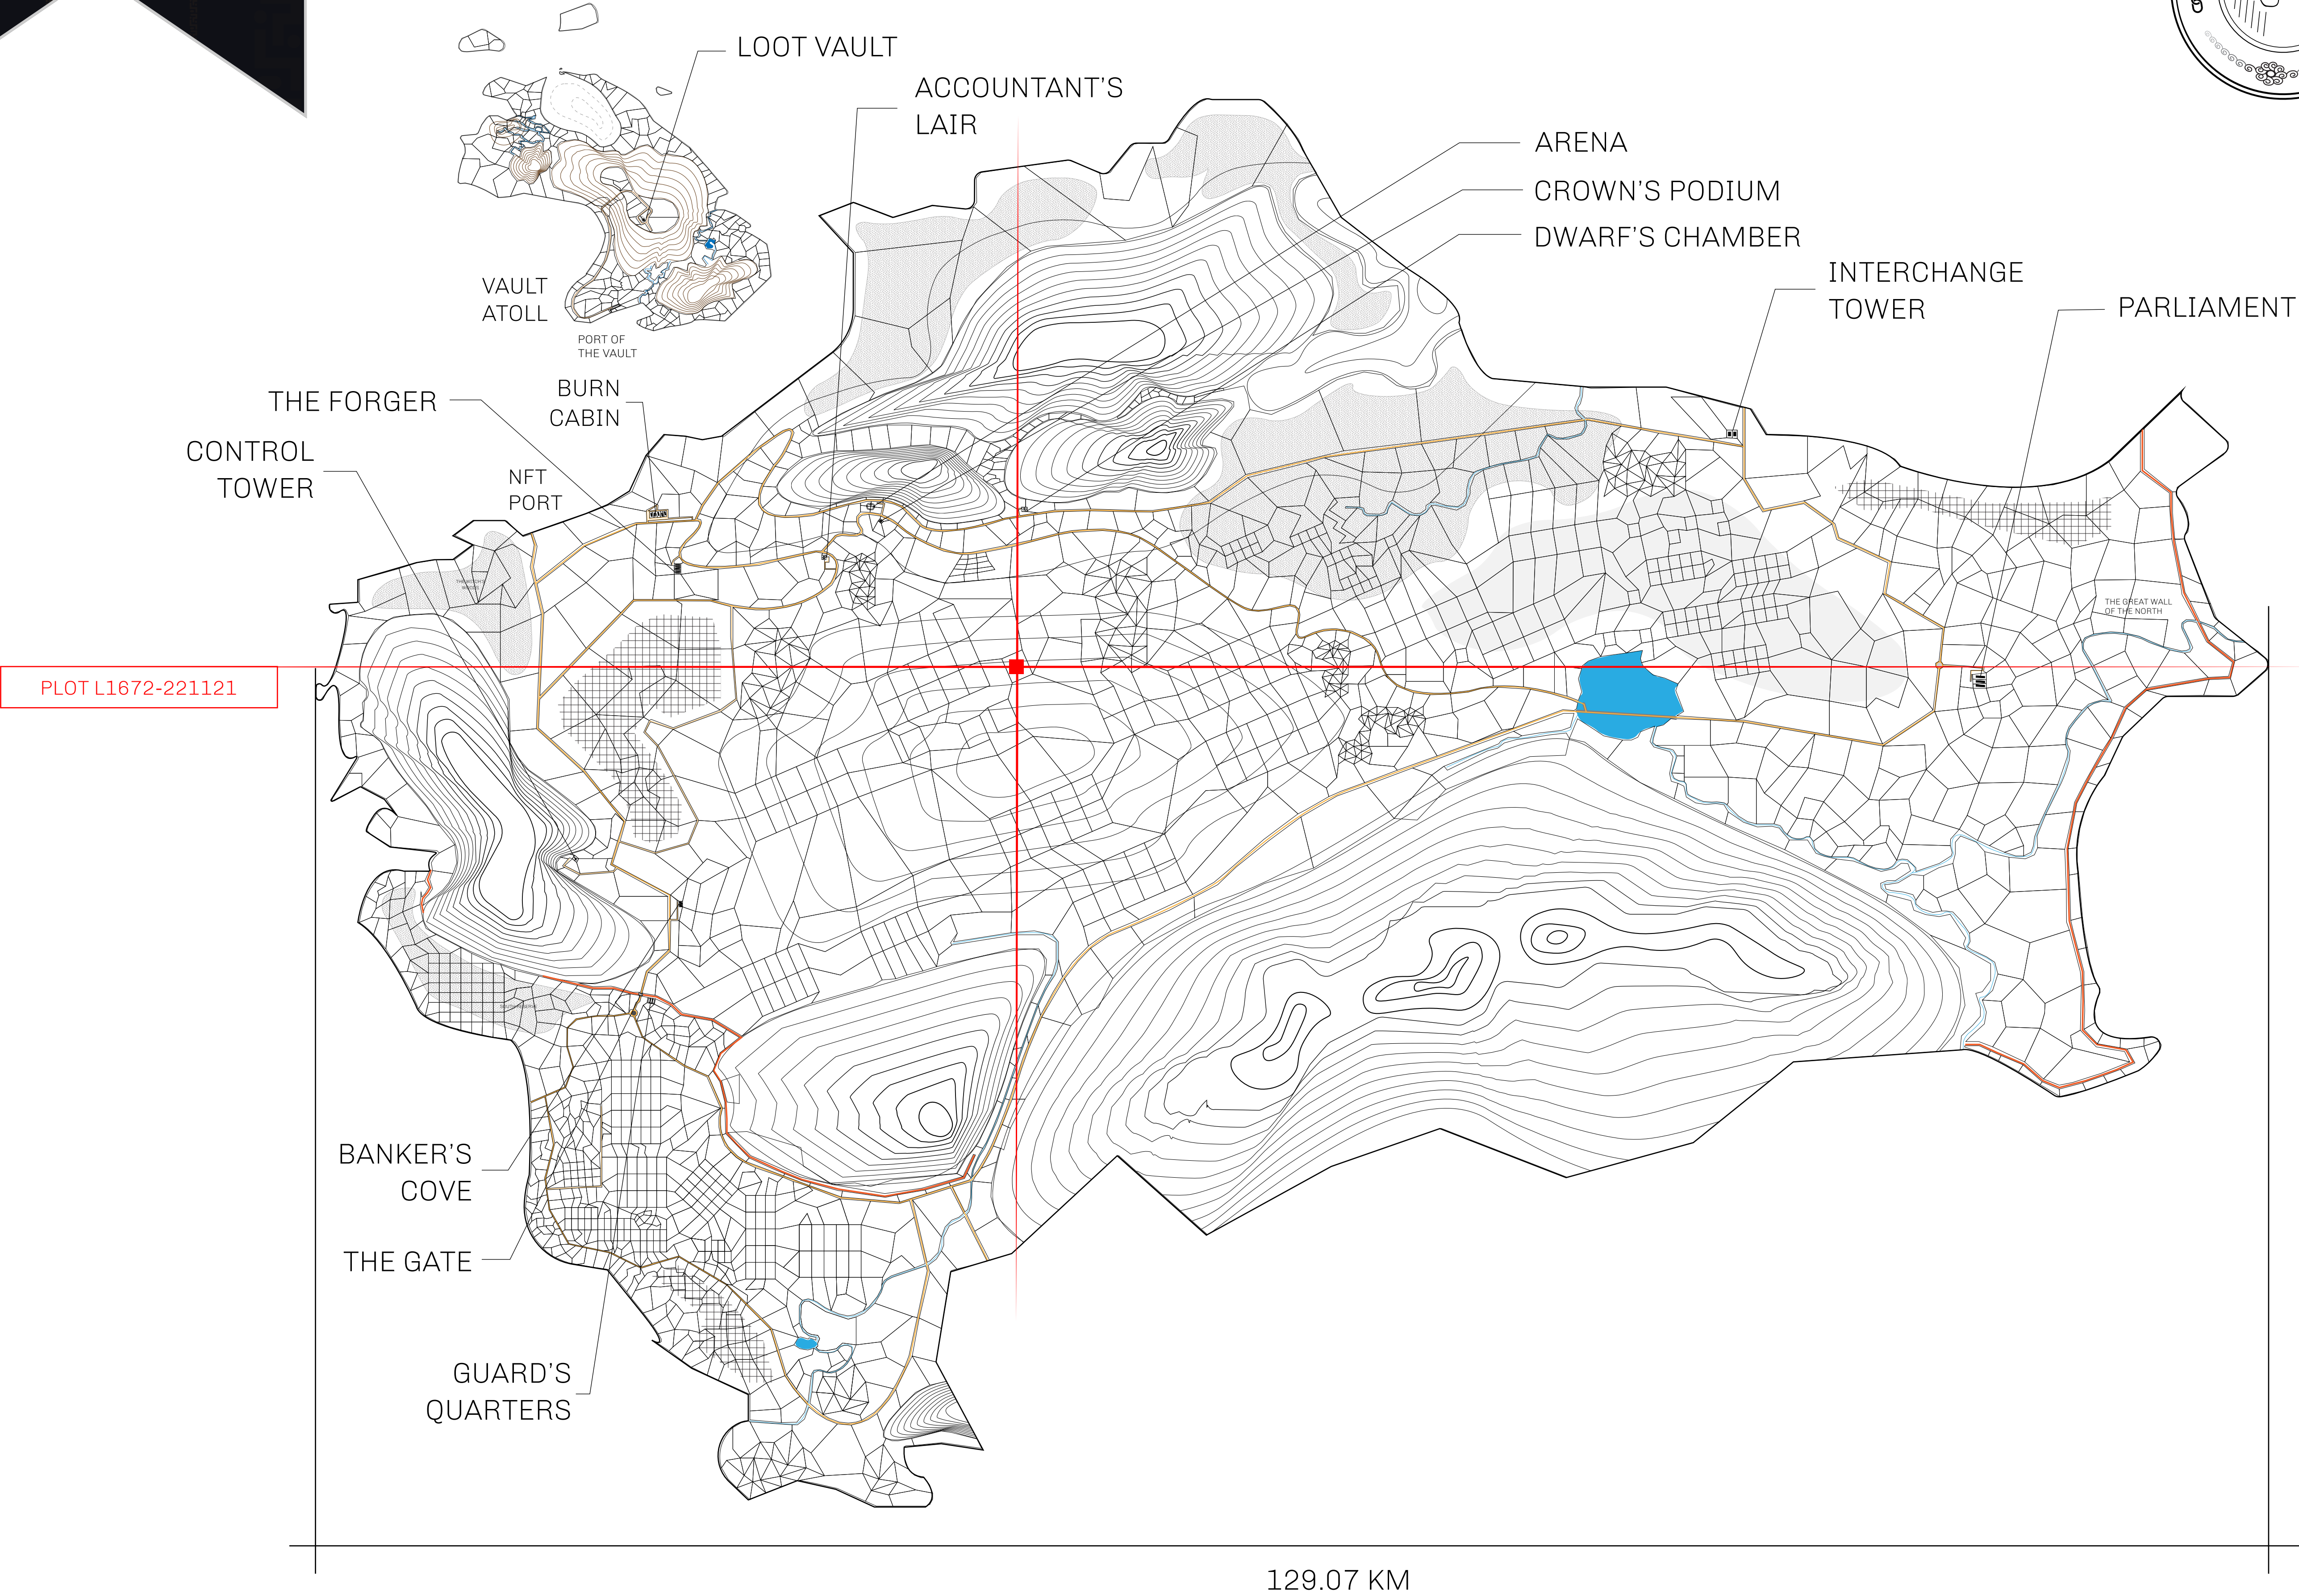 LOOT VAULT
ACCOUNTANT'S
LAIR
ARENA
CROWN'S PODIUM
DWARF'S CHAMBER
INTERCHANGE
TOWER
PARLIAMENT
VAULT
ATOLL
PORT OF
THE VAULT
BURN
CABIN
THE FORGER
CONTROL
TOWER
NFT
PORT
THE GREAT WALL
OF THE NORTH
PLOT L1672-221121
BANKER'S
COVE
THE GATE
GUARD'S
QUARTERS
129.07 KM